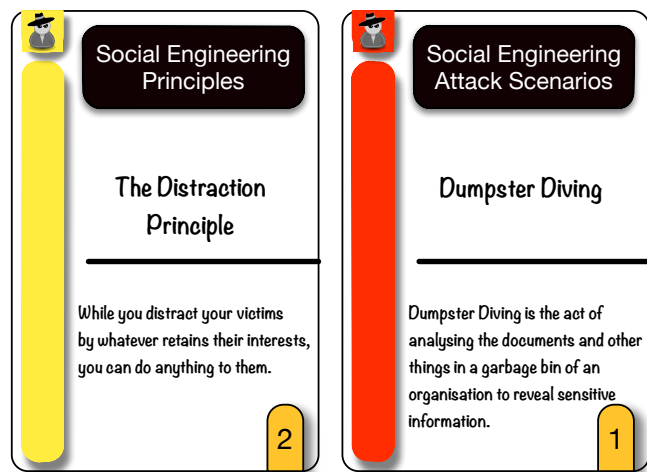 Social Engineering
Principles
The Distraction
Principle
While you distract your victims
by whatever retains their interests,
you can do anything to them.
2
Social Engineering
Attack Scenarios
Dumpster Diving
Dumpster Diving is the act of
analysing the documents and other
things in a garbage bin of an
organisation to reveal sensitive
information.
1